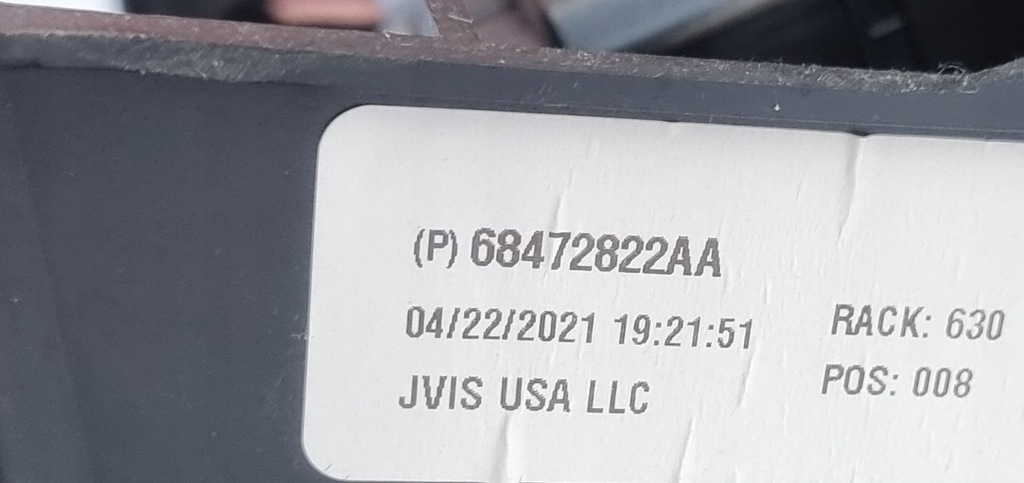 (P) 68472822AA
04/22/2021 19:21:51
RACK: 630
JVIS USA LLC
POS: 008